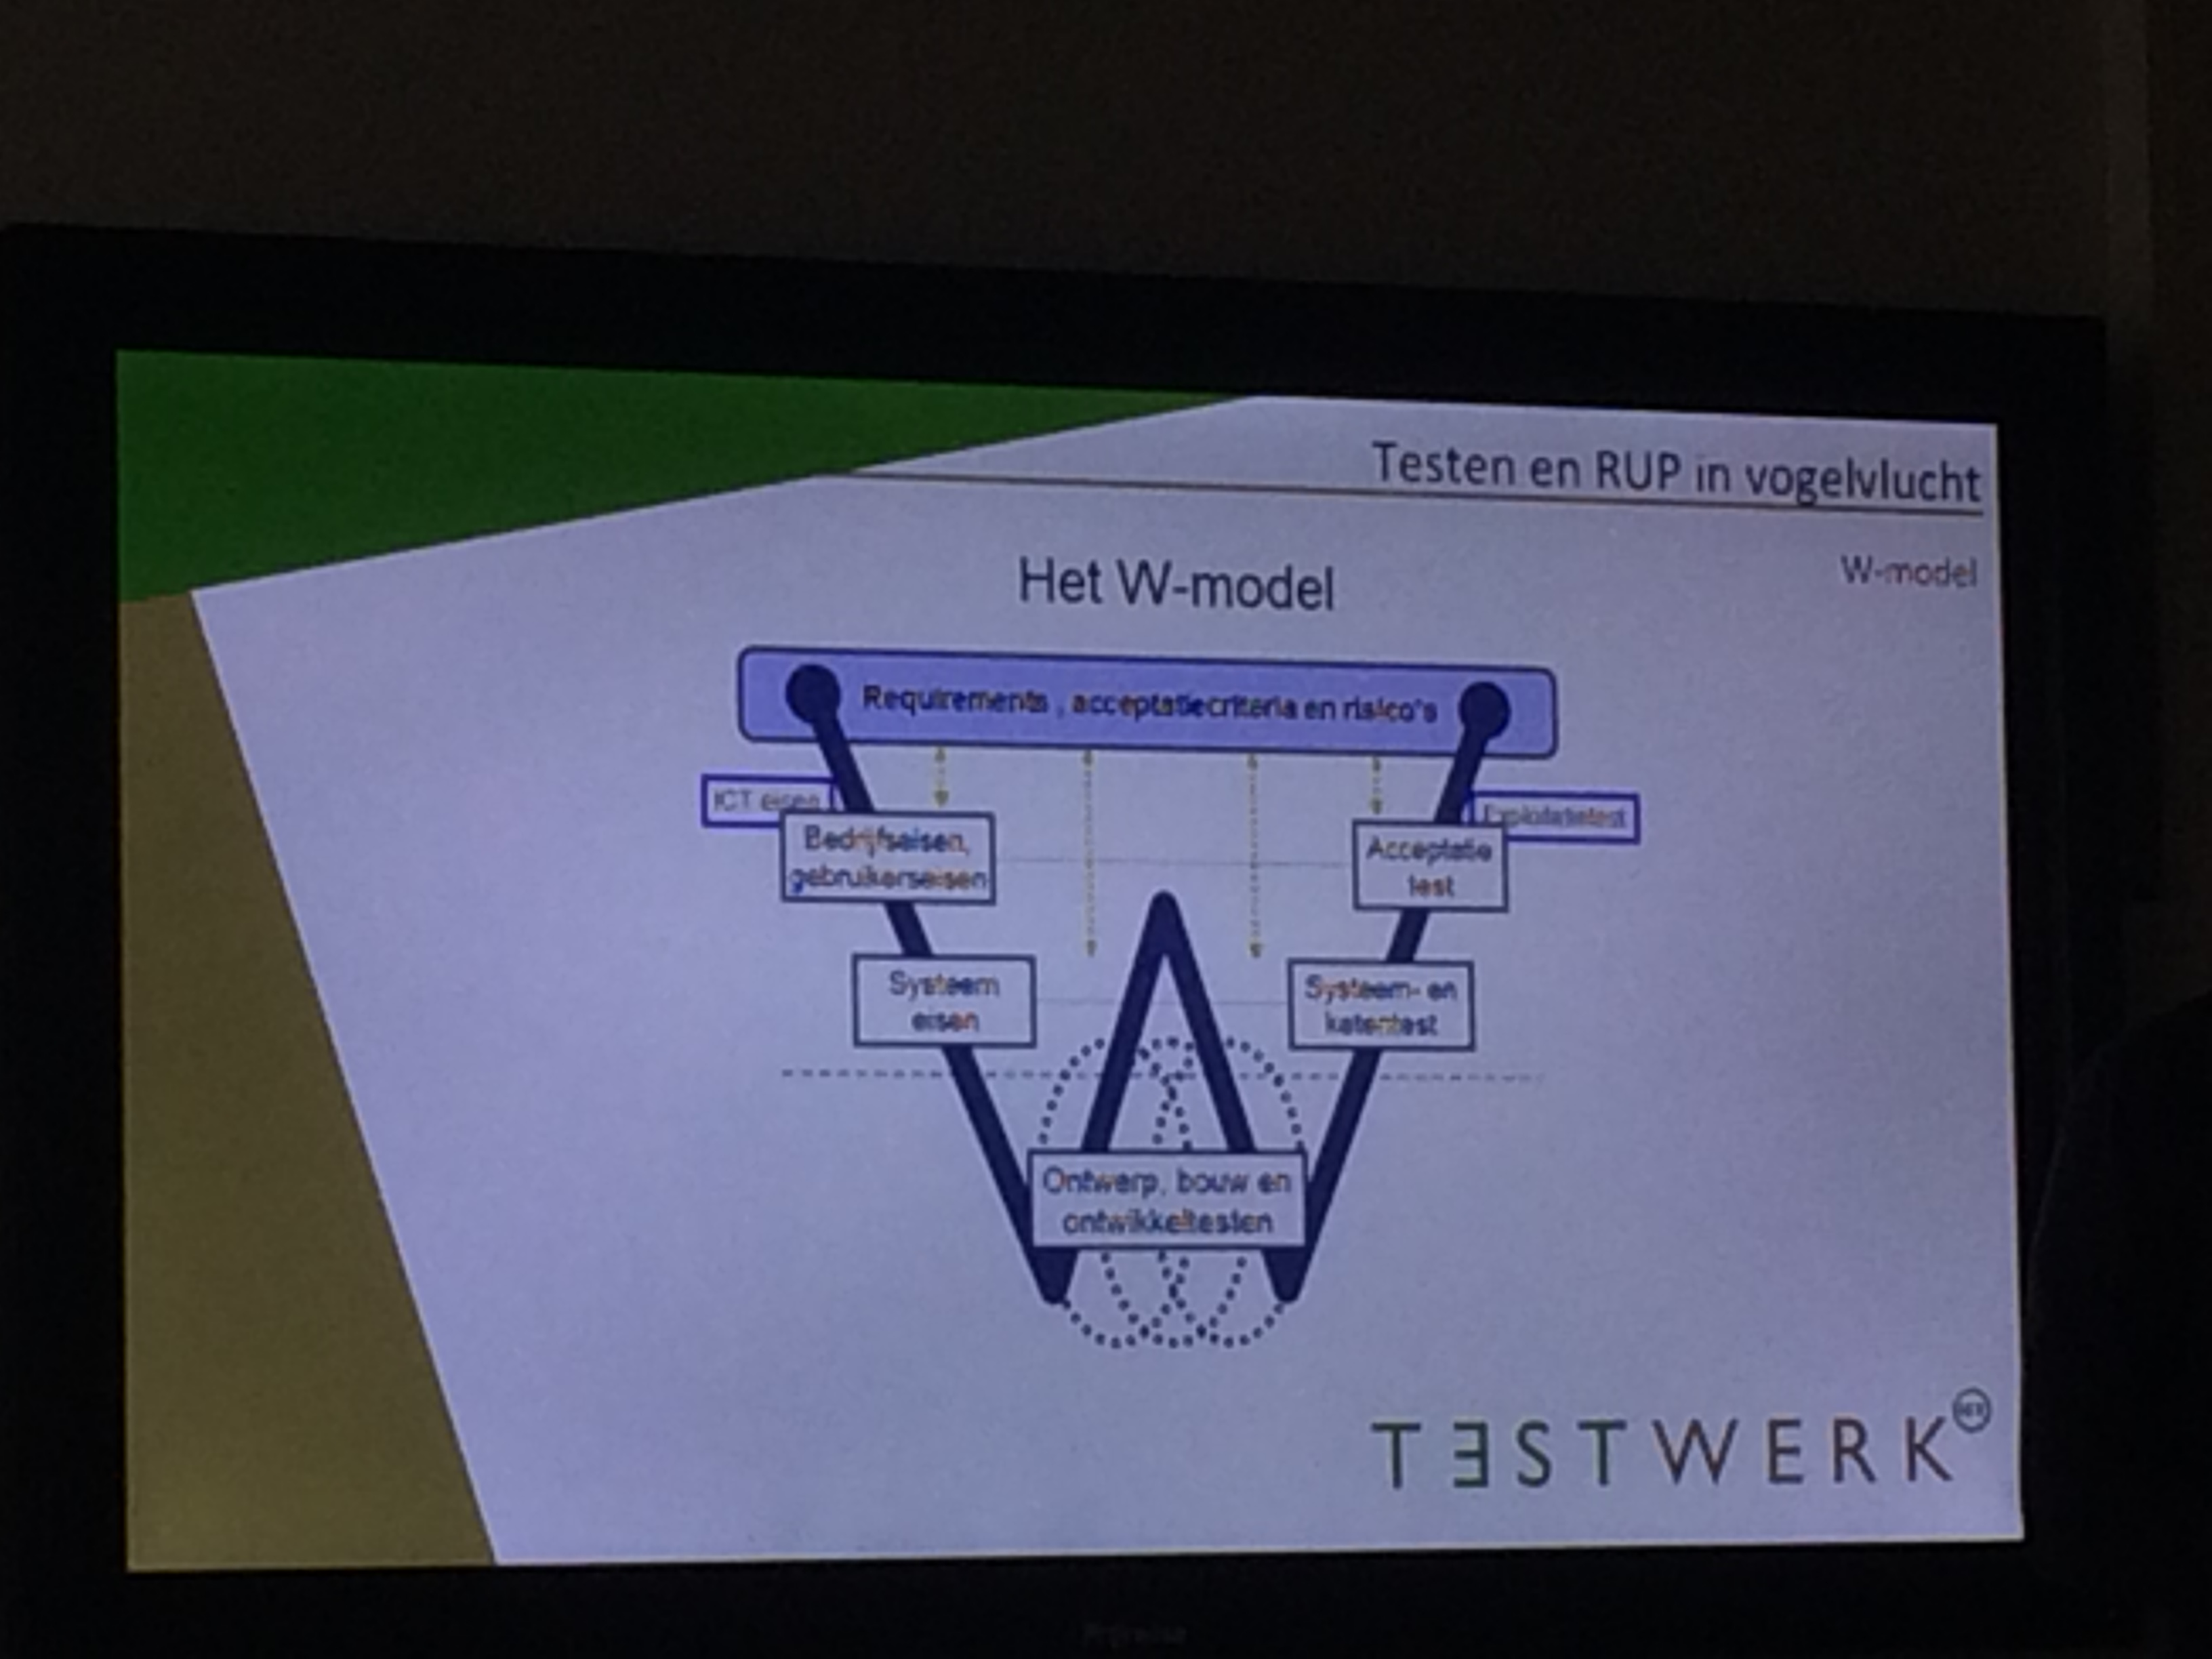 Testen en RUP in vogelvlucht
W-model
Het W-model
Requirements , acceptatiecriteria en risico's
ICT eisen
Exploitatietest
Bedrijfseisen,
gebruikerseisen
Acceptatie
test
Systeem
eisen
Systeem- en
ketentest
Ontwerp, bouw en
ontwikkeltesten
TƎSTWERK